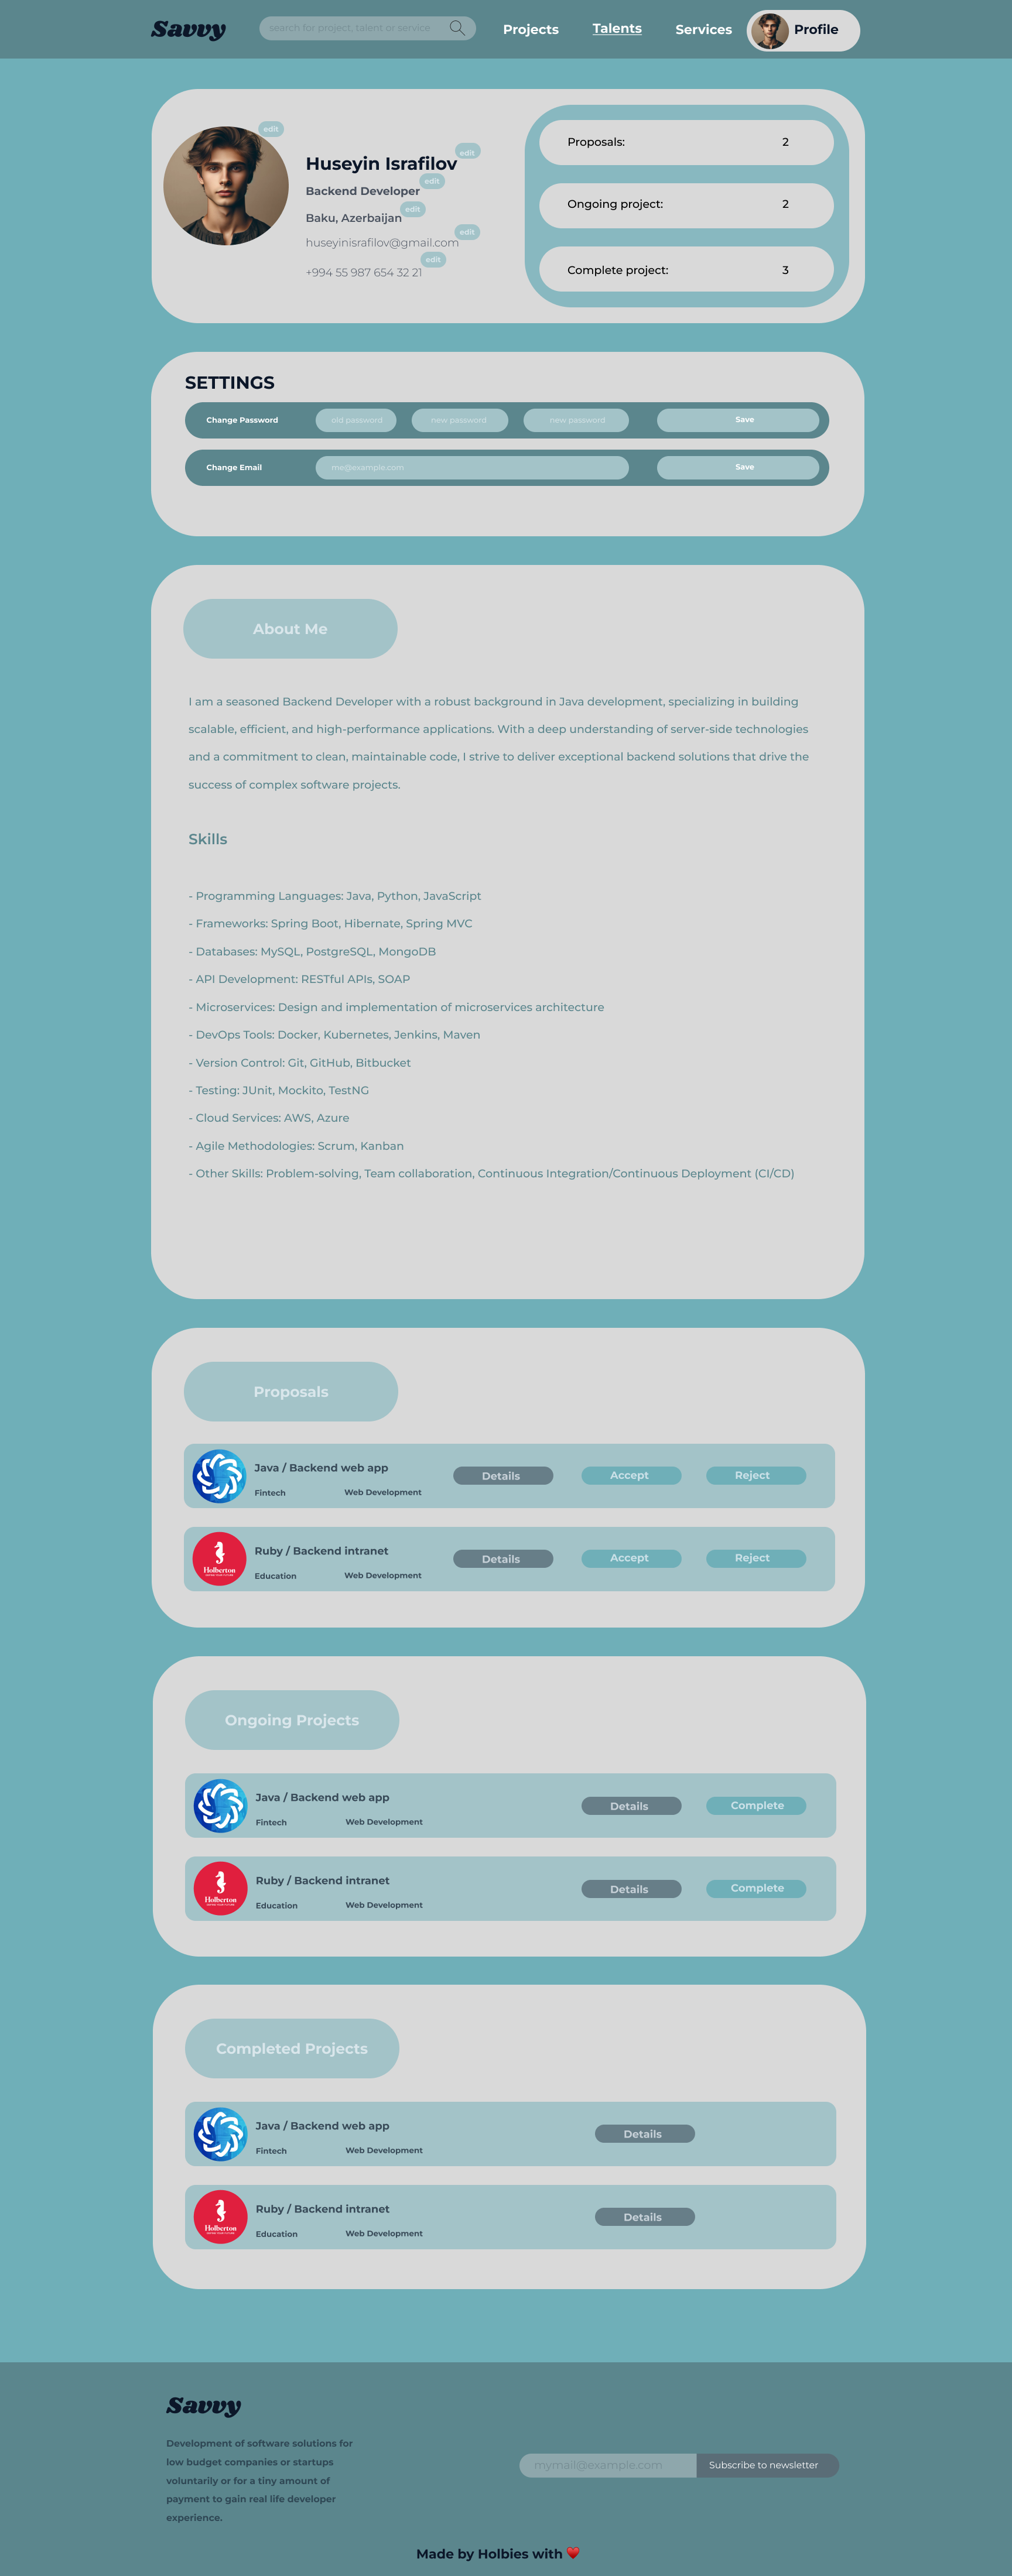 Savvy
search for project, talent or service
Projects
Talents
Services
Profile
edit
Huseyin Israfilov
edit
Backend Developer
edit
Baku, Azerbaijan
edit
huseyinisrafilov@gmail.com
edit
+994 55 987 654 32 21
edit
Proposals: 2
Ongoing project: 2
Complete project: 3
SETTINGS
Change Password
old password
new password
new password
Save
Change Email
me@example.com
Save
About Me
I am a seasoned Backend Developer with a robust background in Java development, specializing in building
scalable, efficient, and high-performance applications. With a deep understanding of server-side technologies
and a commitment to clean, maintainable code, I strive to deliver exceptional backend solutions that drive the
success of complex software projects.
Skills
- Programming Languages: Java, Python, JavaScript
- Frameworks: Spring Boot, Hibernate, Spring MVC
- Databases: MySQL, PostgreSQL, MongoDB
- API Development: RESTful APIs, SOAP
- Microservices: Design and implementation of microservices architecture
- DevOps Tools: Docker, Kubernetes, Jenkins, Maven
- Version Control: Git, GitHub, Bitbucket
- Testing: JUnit, Mockito, TestNG
- Cloud Services: AWS, Azure
- Agile Methodologies: Scrum, Kanban
- Other Skills: Problem-solving, Team collaboration, Continuous Integration/Continuous Deployment (CI/CD)
Proposals
Java / Backend web app
Fintech
Web Development
Details
Accept
Reject
Holberton
Ruby / Backend intranet
Education
Web Development
Details
Accept
Reject
Ongoing Projects
Java / Backend web app
Fintech
Web Development
Details
Complete
Holberton
Ruby / Backend intranet
Education
Web Development
Details
Complete
Completed Projects
Java / Backend web app
Fintech
Web Development
Details
Holberton
Ruby / Backend intranet
Education
Web Development
Details
Savvy
Development of software solutions for
low budget companies or startups
voluntarily or for a tiny amount of
payment to gain real life developer
experience.
mymail@example.com
Subscribe to newsletter
Made by Holbies with ❤️